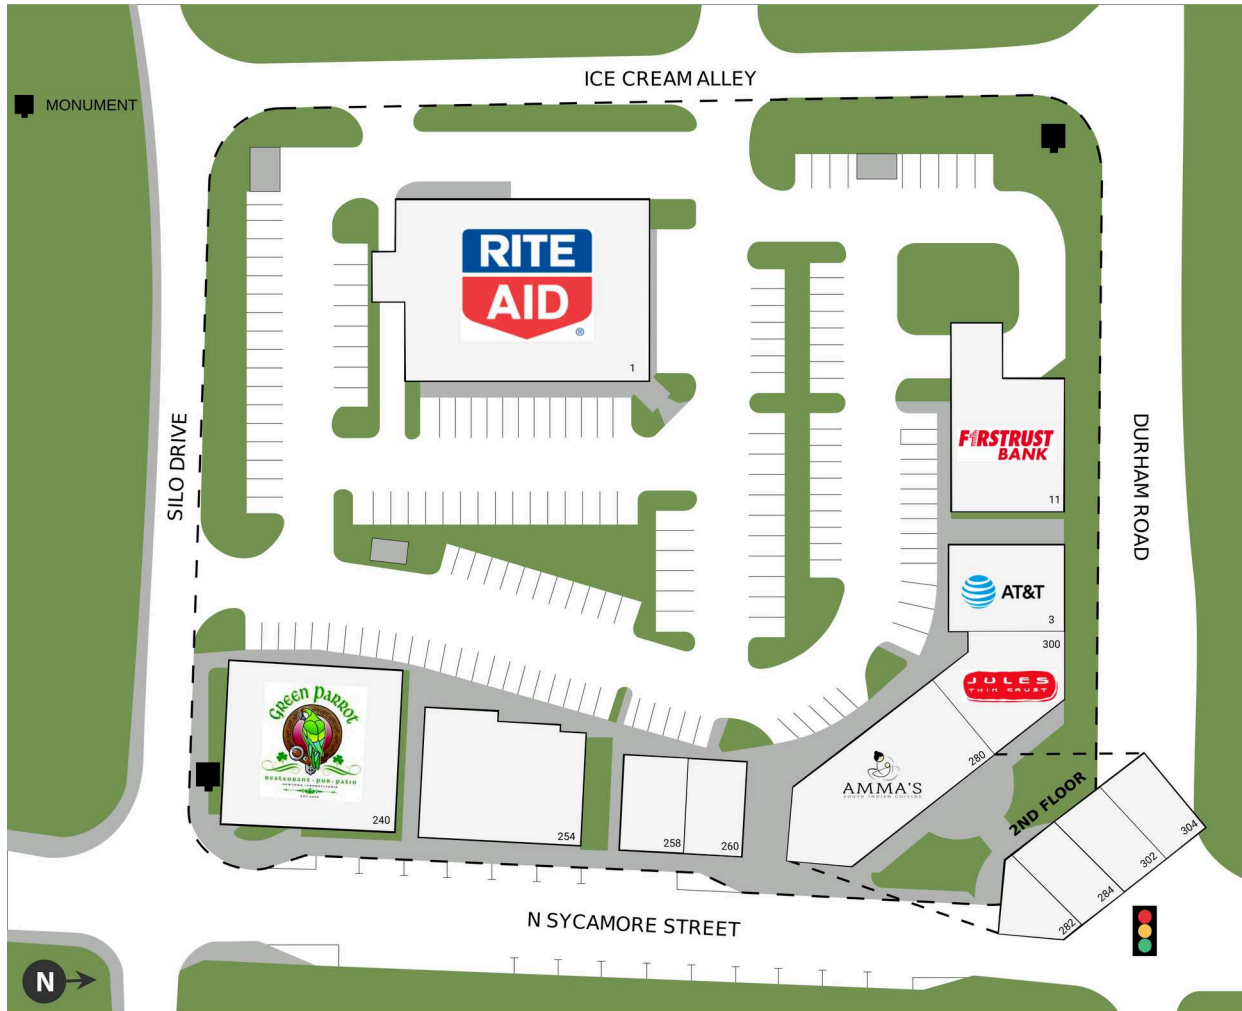 ICE CREAM ALLEY
MONUMENT
RITE
AID
®
1
SILO DRIVE
DURHAM ROAD
FIRSTRUST
BANK
11
AT&T
3
300
JULES
THIN CRUST
GREEN PARROT
RESTAURANT • PUB • PATIO
NEWTOWN • PENNSYLVANIA
240
254
258
260
280
AMMA'S
SOUTH INDIAN CUISINE
2ND FLOOR
304
302
284
282
N SYCAMORE STREET
N